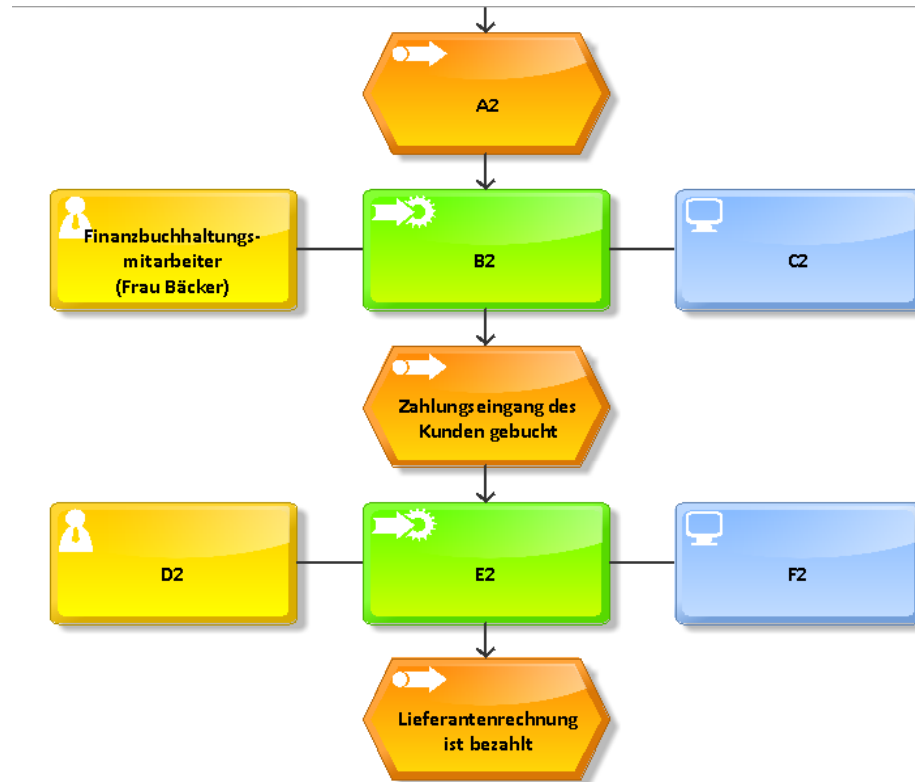 A2
Finanzbuchhaltungs-
mitarbeiter
(Frau Bäcker)
B2
C2
Zahlungseingang des
Kunden gebucht
D2
E2
F2
Lieferantenrechnung
ist bezahlt